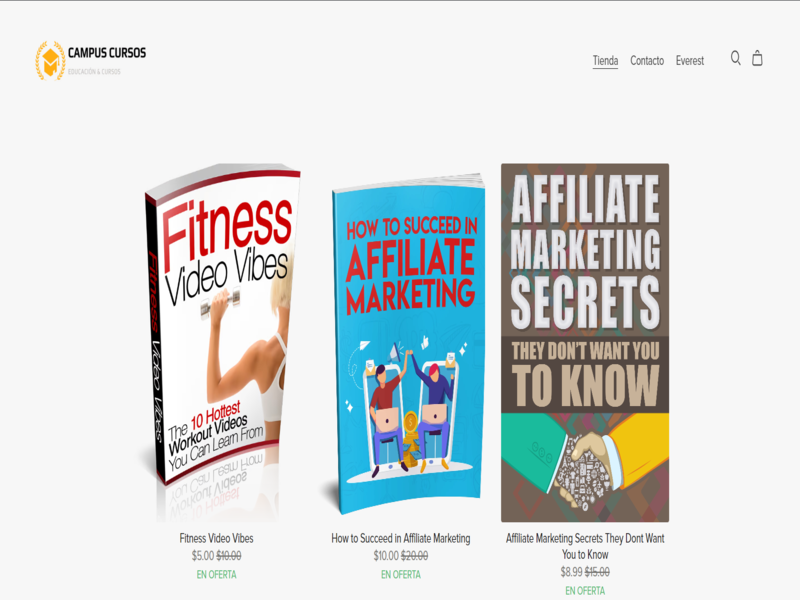 CAMPUS CURSOS
EDUCACIÓN & CURSOS
Tienda Contacto Everest
Fitness
Video Vibes
The 10 Hottest
Workout Videos
You Can Learn From
Fitness Video Vibes
HOW TO SUCCEED IN
AFFILIATE
MARKETING
AFFILIATE
MARKETING
SECRETS
THEY DON'T WANT YOU
TO KNOW
Fitness Video Vibes
$5.00 $10.00
EN OFERTA
How to Succeed in Affiliate Marketing
$10.00 $20.00
EN OFERTA
Affiliate Marketing Secrets They Dont Want
You to Know
$8.99 $15.00
EN OFERTA